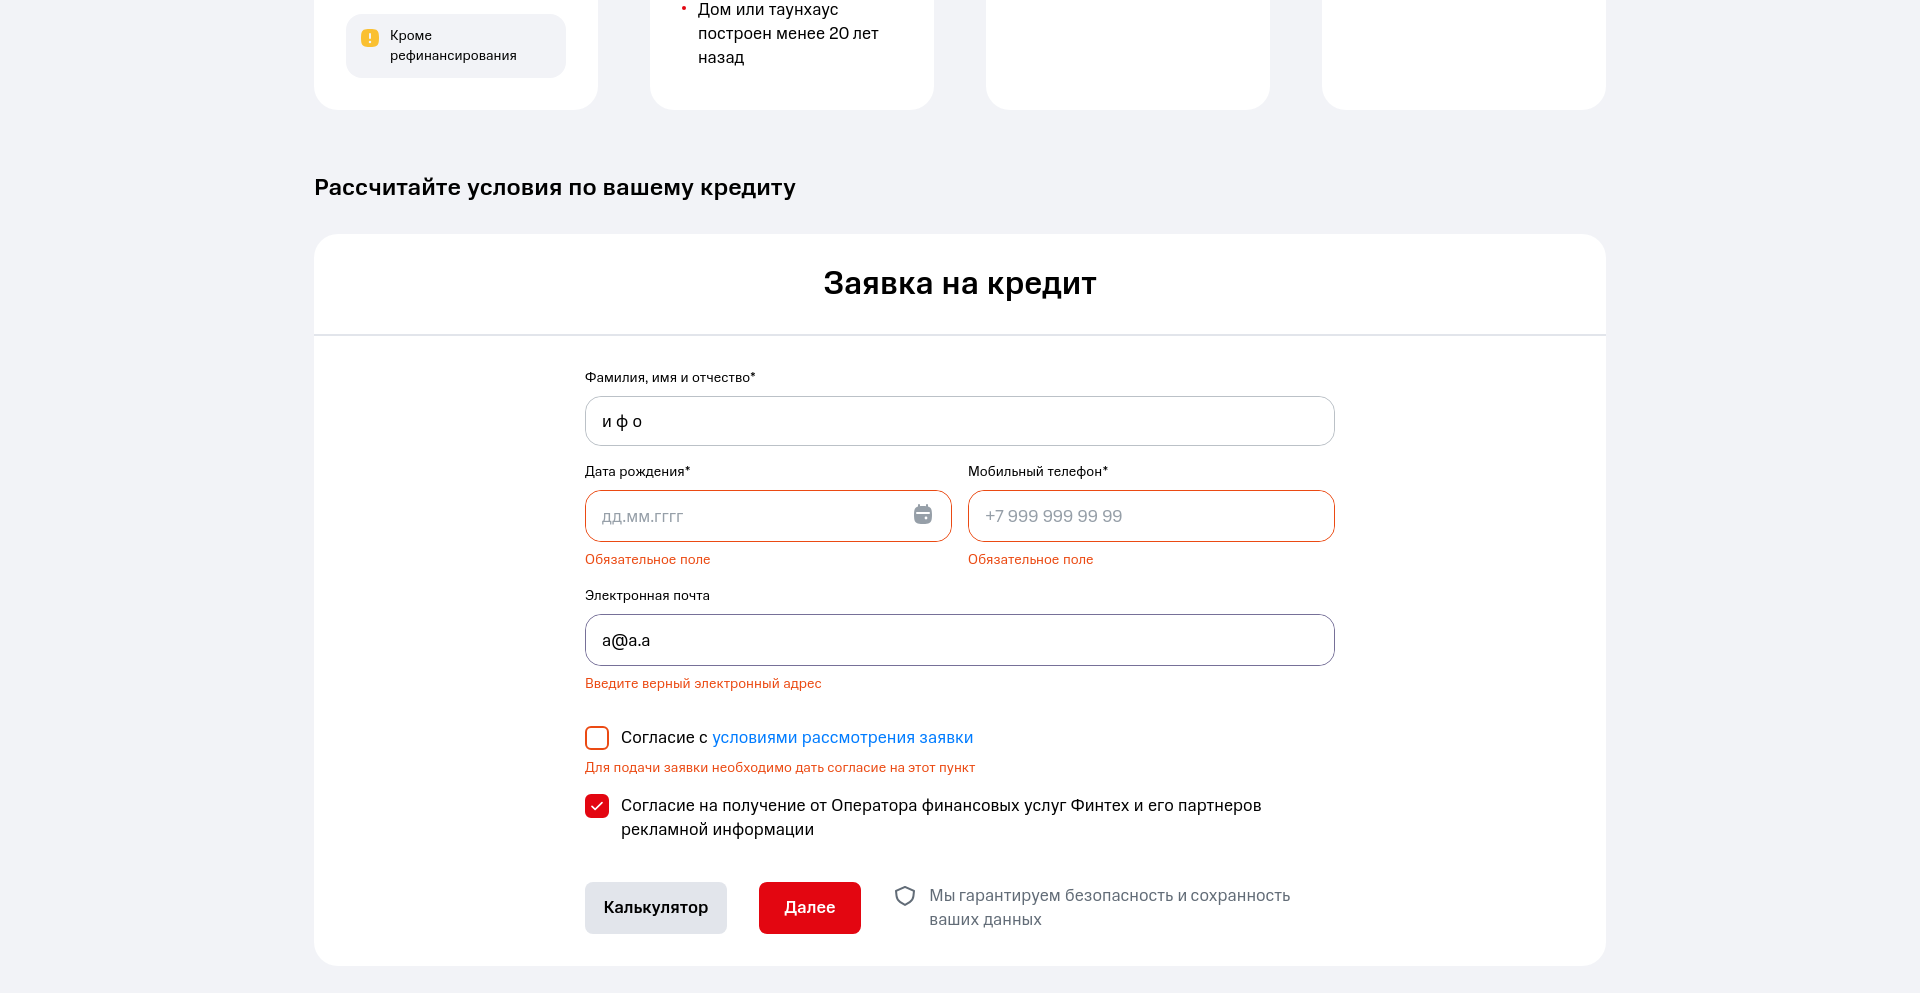 Кроме
рефинансирования
Дом или таунхаус
построен менее 20 лет
назад
Рассчитайте условия по вашему кредиту
Заявка на кредит
Фамилия, имя и отчество*
и ф о
Дата рождения*
Мобильный телефон*
дд.мм.гггг
+7 999 999 99 99
Обязательное поле
Обязательное поле
Электронная почта
a@a.a
Введите верный электронный адрес
Согласие с условиями рассмотрения заявки
Для подачи заявки необходимо дать согласие на этот пункт
Согласие на получение от Оператора финансовых услуг Финтех и его партнеров
рекламной информации
Калькулятор
Далее
Мы гарантируем безопасность и сохранность
ваших данных